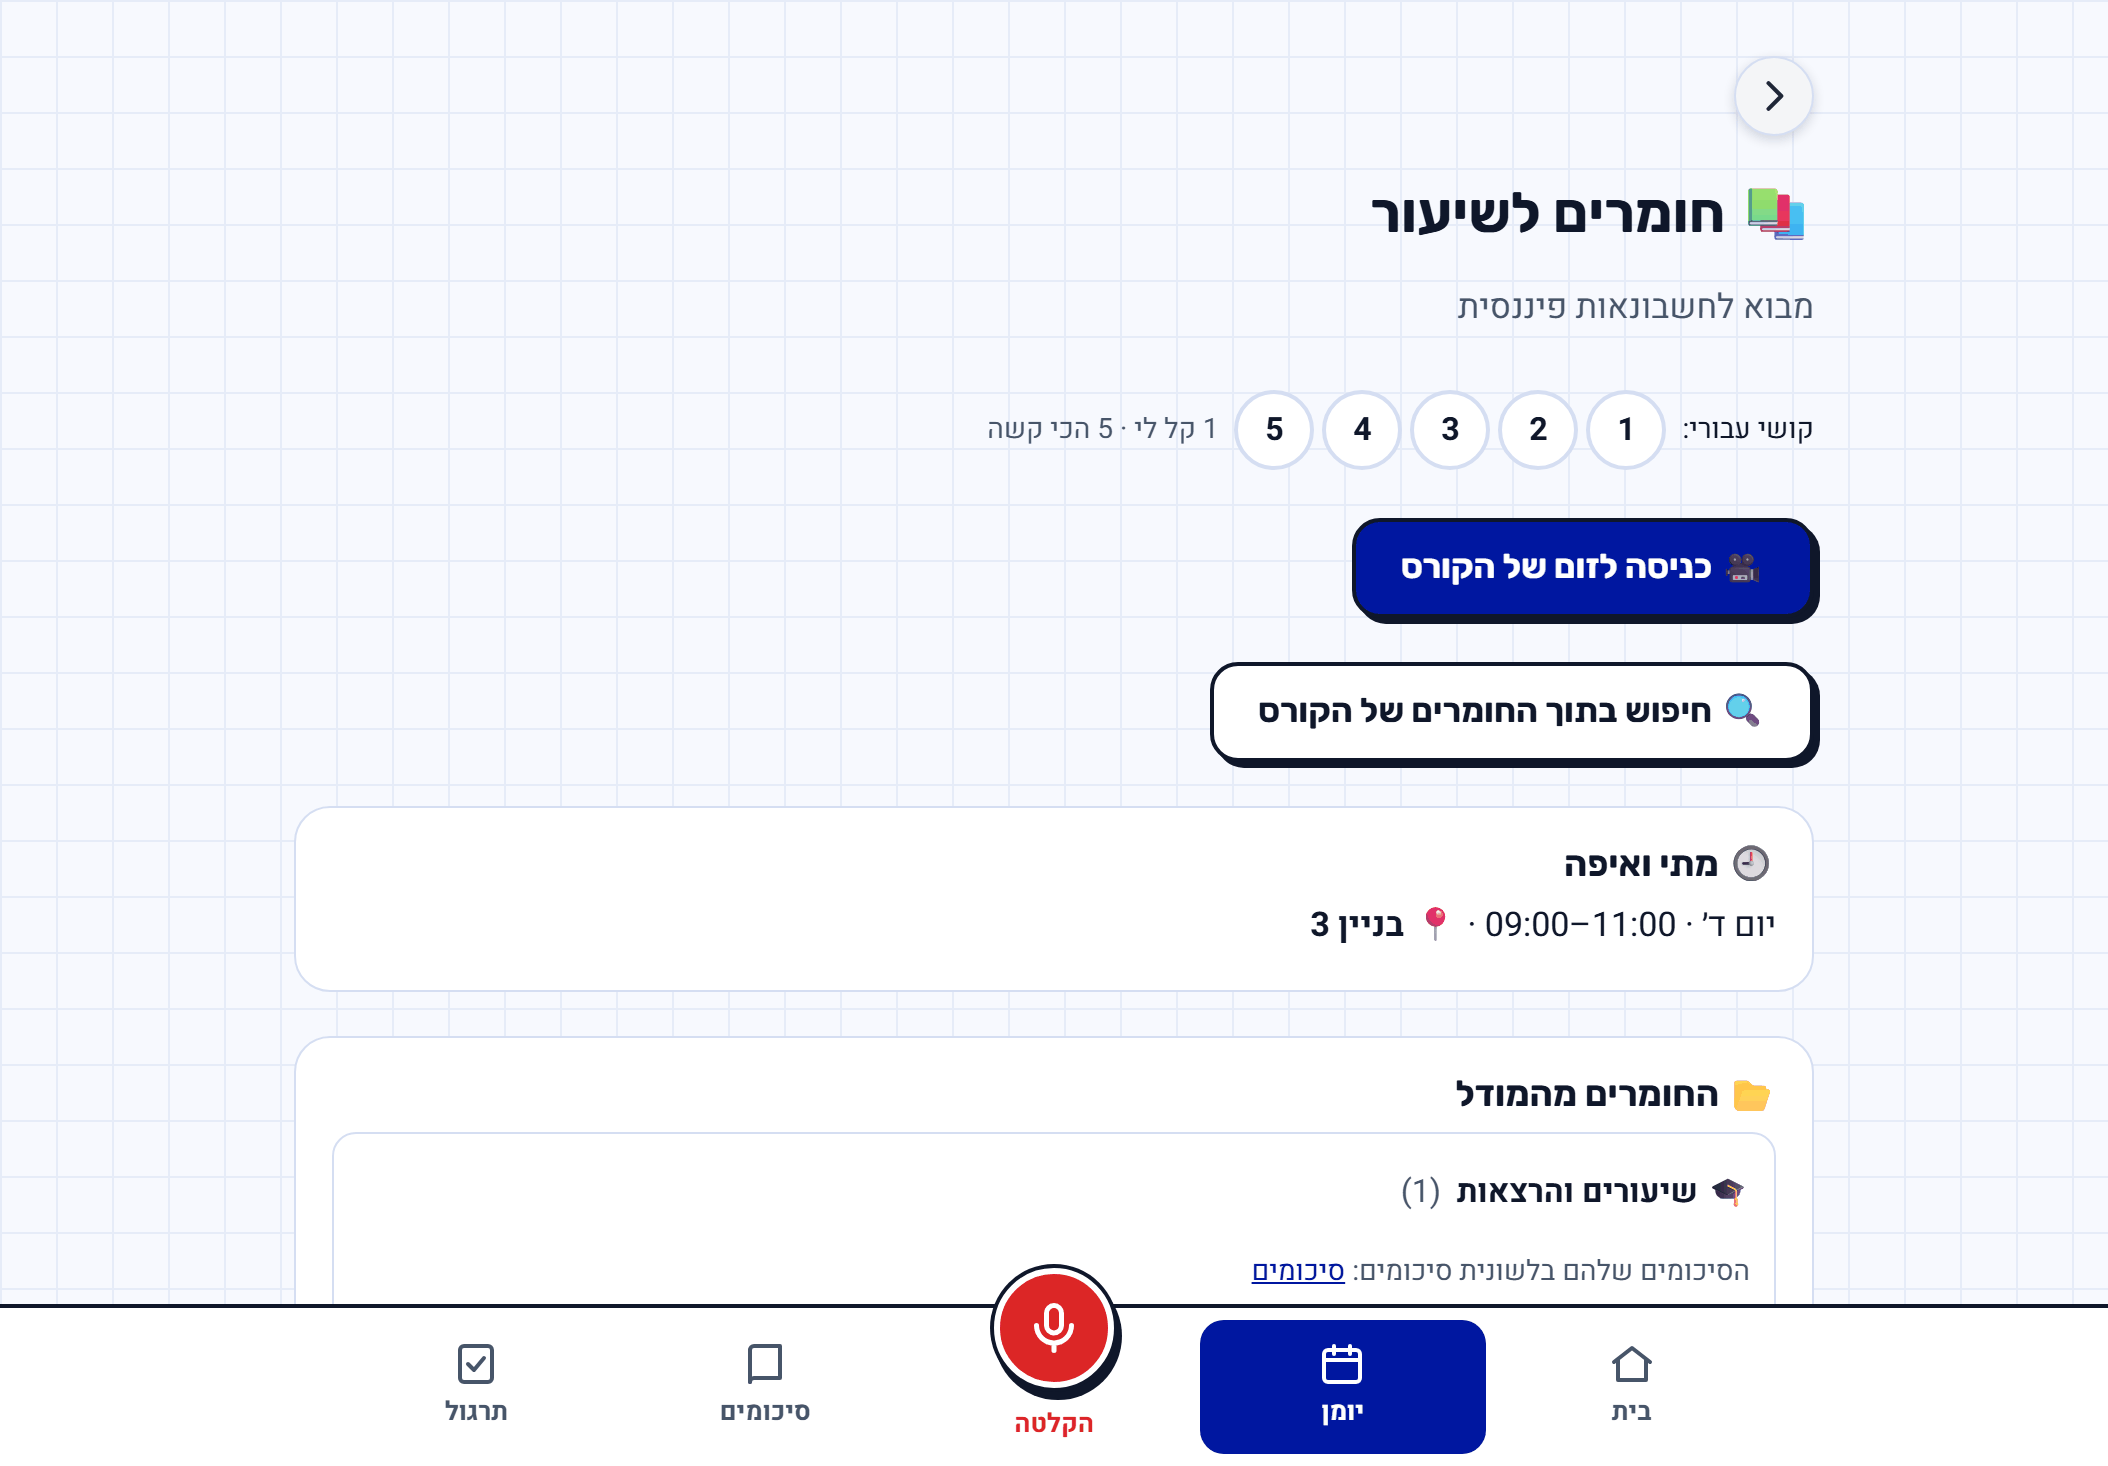 📚 חומרים לשיעור
מבוא לחשבונאות פיננסית
קושי עבורי: 1 2 3 4 5 1 קל לי · 5 הכי קשה
🎥 כניסה לזום של הקורס
🔍 חיפוש בתוך החומרים של הקורס
🕘 מתי ואיפה
יום ד׳ · 09:00–11:00 · 📍 בניין 3
📂 החומרים מהמודל
🎓 שיעורים והרצאות (1)
הסיכומים שלהם בלשונית סיכומים: סיכומים
בית
יומן
הקלטה
סיכומים
תרגול